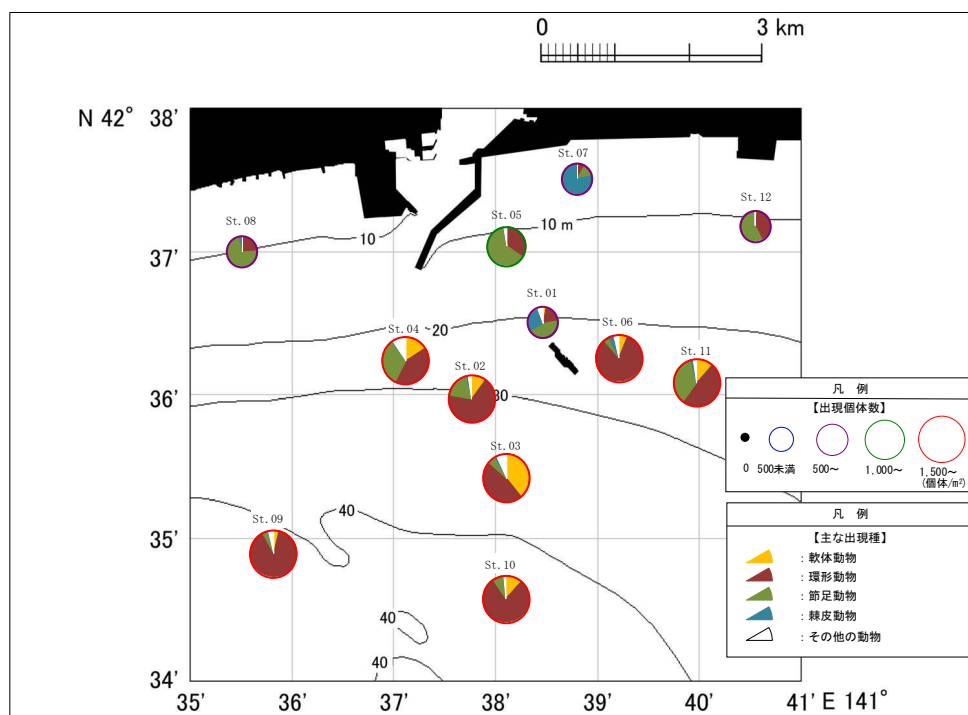 0
3 km
N 42°
38'
37'
36'
35'
34'
St.07
St.12
St.05
St.08
10
10 m
St.01
St.04
~20
St.06
St.02
St.11
30
St.03
St.09
40
St.10
40
40
35'
36'
37'
38'
39'
40'
41' E 141°
凡 例
【出現個体数】
0
500未満
500～
1,000～
1,500～
(個体/m²)
凡 例
【主な出現種】
：軟体動物
：環形動物
：節足動物
：棘皮動物
：その他の動物